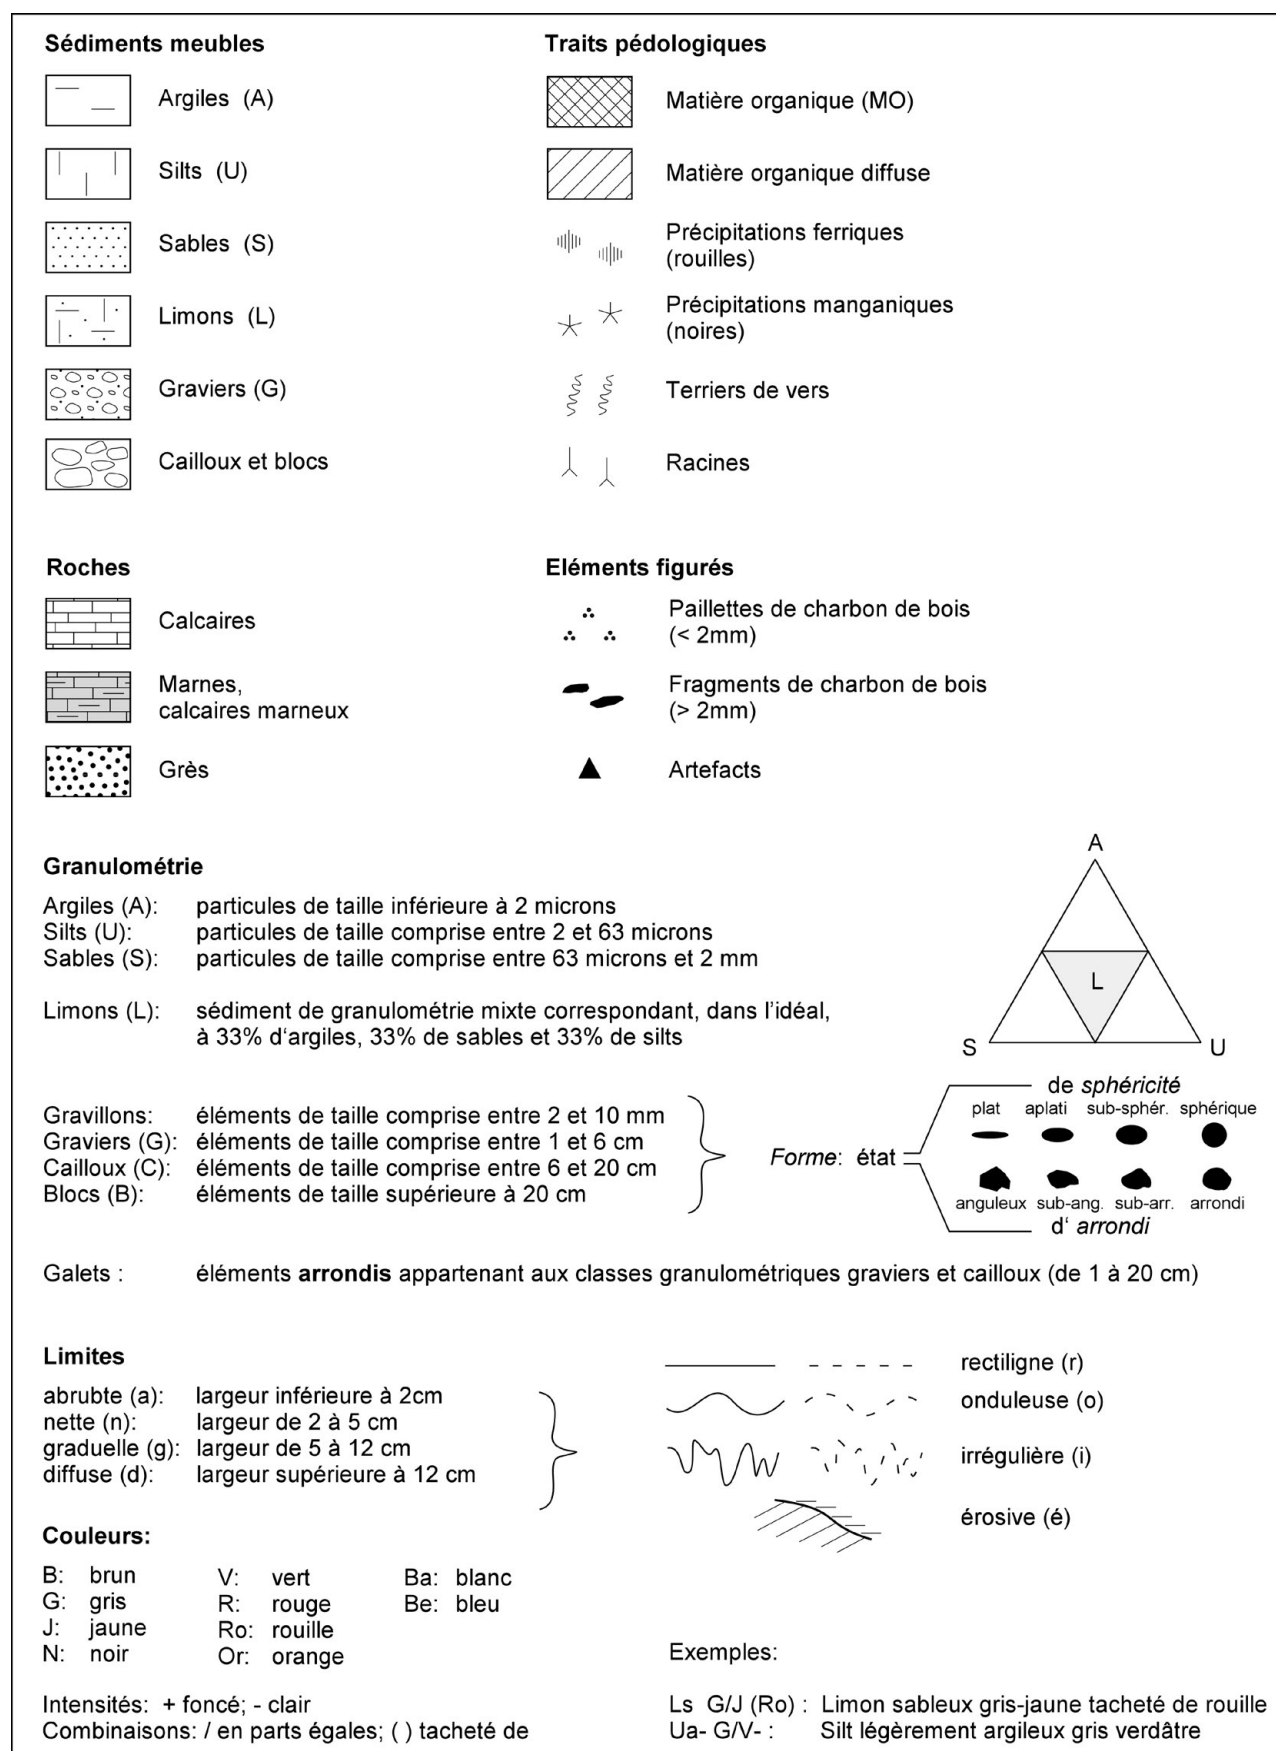 Sédiments meubles
Argiles (A)
Silts (U)
Sables (S)
Limons (L)
Graviers (G)
Cailloux et blocs
Traits pédologiques
Matière organique (MO)
Matière organique diffuse
Précipitations ferriques
(rouilles)
Précipitations manganiques
(noires)
Terriers de vers
Racines
Roches
Calcaires
Marnes,
calcaires marneux
Grès
Eléments figurés
Paillettes de charbon de bois
(< 2mm)
Fragments de charbon de bois
(> 2mm)
Artefacts
Granulométrie
Argiles (A): particules de taille inférieure à 2 microns
Silts (U): particules de taille comprise entre 2 et 63 microns
Sables (S): particules de taille comprise entre 63 microns et 2 mm
Limons (L): sédiment de granulométrie mixte correspondant, dans l'idéal,
à 33% d'argiles, 33% de sables et 33% de silts
A
L
S U
Gravillons: éléments de taille comprise entre 2 et 10 mm
Graviers (G): éléments de taille comprise entre 1 et 6 cm
Cailloux (C): éléments de taille comprise entre 6 et 20 cm
Blocs (B): éléments de taille supérieure à 20 cm
Forme: état
de sphéricité
plat aplati sub-sphér. sphérique
anguleux sub-ang. sub-arr. arrondi
d' arrondi
Galets : éléments arrondis appartenant aux classes granulométriques graviers et cailloux (de 1 à 20 cm)
Limites
abrubte (a): largeur inférieure à 2cm
nette (n): largeur de 2 à 5 cm
graduelle (g): largeur de 5 à 12 cm
diffuse (d): largeur supérieure à 12 cm
rectiligne (r)
onduleuse (o)
irrégulière (i)
érosive (é)
Couleurs:
B: brun V: vert Ba: blanc
G: gris R: rouge Be: bleu
J: jaune Ro: rouille
N: noir Or: orange
Intensités: + foncé; - clair
Combinaisons: / en parts égales; ( ) tacheté de
Exemples:
Ls G/J (Ro) : Limon sableux gris-jaune tacheté de rouille
Ua- G/V- : Silt légèrement argileux gris verdâtre